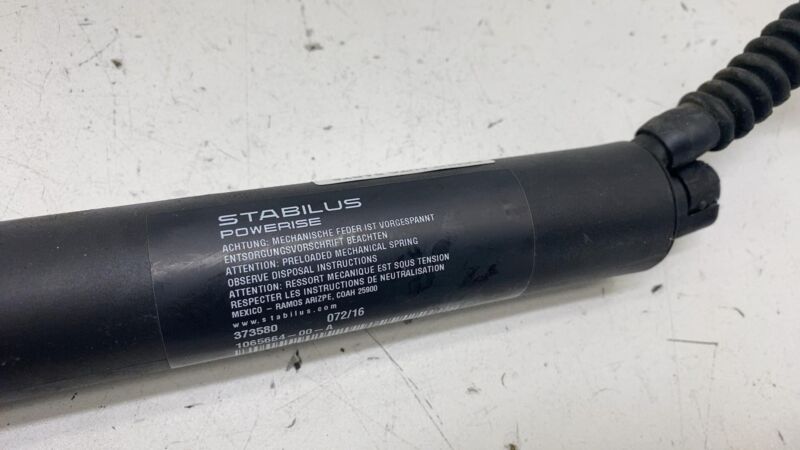 STABILUS
POWERISE
ACHTUNG: MECHANISCHE FEDER IST VORGESPANNT
ENTSORGUNGSVORSCHRIFT BEACHTEN
ATTENTION: PRELOADED MECHANICAL SPRING
OBSERVE DISPOSAL INSTRUCTIONS
ATTENTION: RESSORT MECANIQUE EST SOUS TENSION
RESPECTER LES INSTRUCTIONS DE NEUTRALISATION
MEXICO – RAMOS ARIZPE, COAH 25900
www.stabilus.com
373580 072/16
1065664-00-A